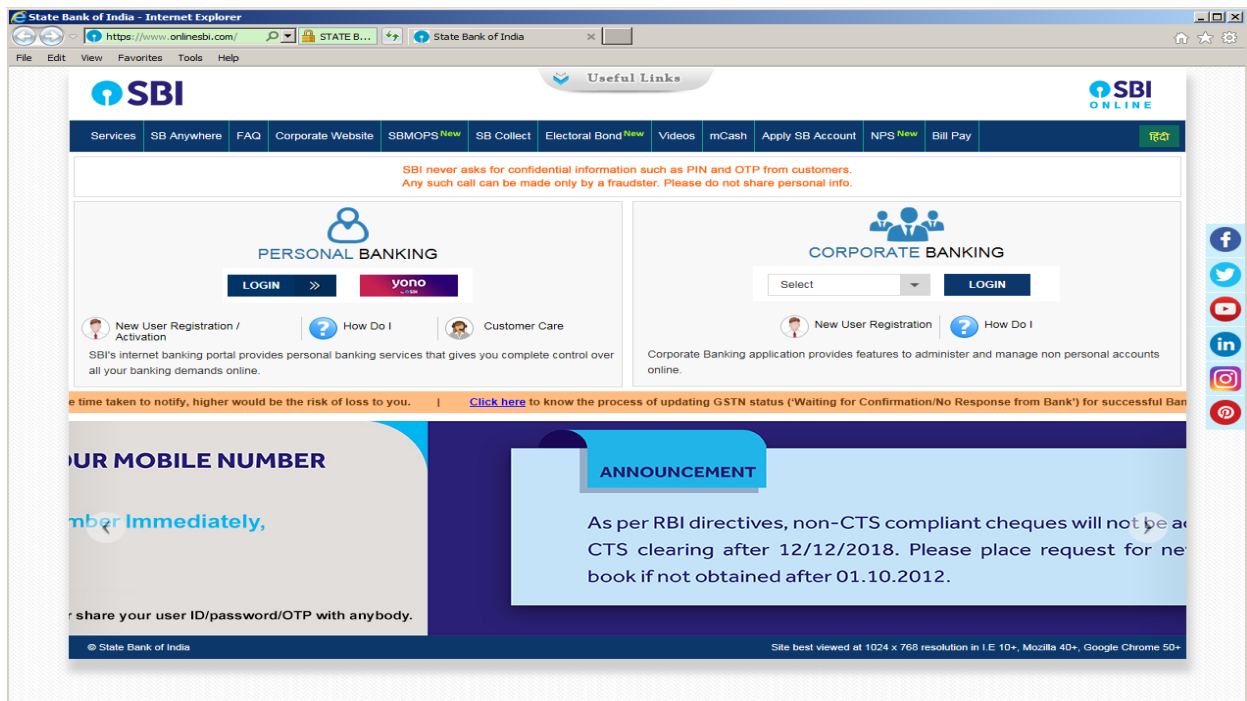 State Bank of India - Internet Explorer
https://www.onlinesbi.com/ STATE B... State Bank of India
File Edit View Favorites Tools Help
Useful Links
SBI
SBI
ONLINE
Services SB Anywhere FAQ Corporate Website SBMOPS New SB Collect Electoral Bond New Videos mCash Apply SB Account NPS New Bill Pay हिंदी
SBI never asks for confidential information such as PIN and OTP from customers.
Any such call can be made only by a fraudster. Please do not share personal info.
PERSONAL BANKING
LOGIN »
yono
by SBI
New User Registration /
Activation
How Do I
Customer Care
SBI's internet banking portal provides personal banking services that gives you complete control over
all your banking demands online.
CORPORATE BANKING
Select LOGIN
New User Registration
How Do I
Corporate Banking application provides features to administer and manage non personal accounts
online.
e time taken to notify, higher would be the risk of loss to you. | Click here to know the process of updating GSTN status ('Waiting for Confirmation/No Response from Bank') for successful Ban
OUR MOBILE NUMBER
mber Immediately,
r share your user ID/password/OTP with anybody.
ANNOUNCEMENT
As per RBI directives, non-CTS compliant cheques will not be a
CTS clearing after 12/12/2018. Please place request for ne
book if not obtained after 01.10.2012.
© State Bank of India
Site best viewed at 1024 x 768 resolution in I.E 10+, Mozilla 40+, Google Chrome 50+